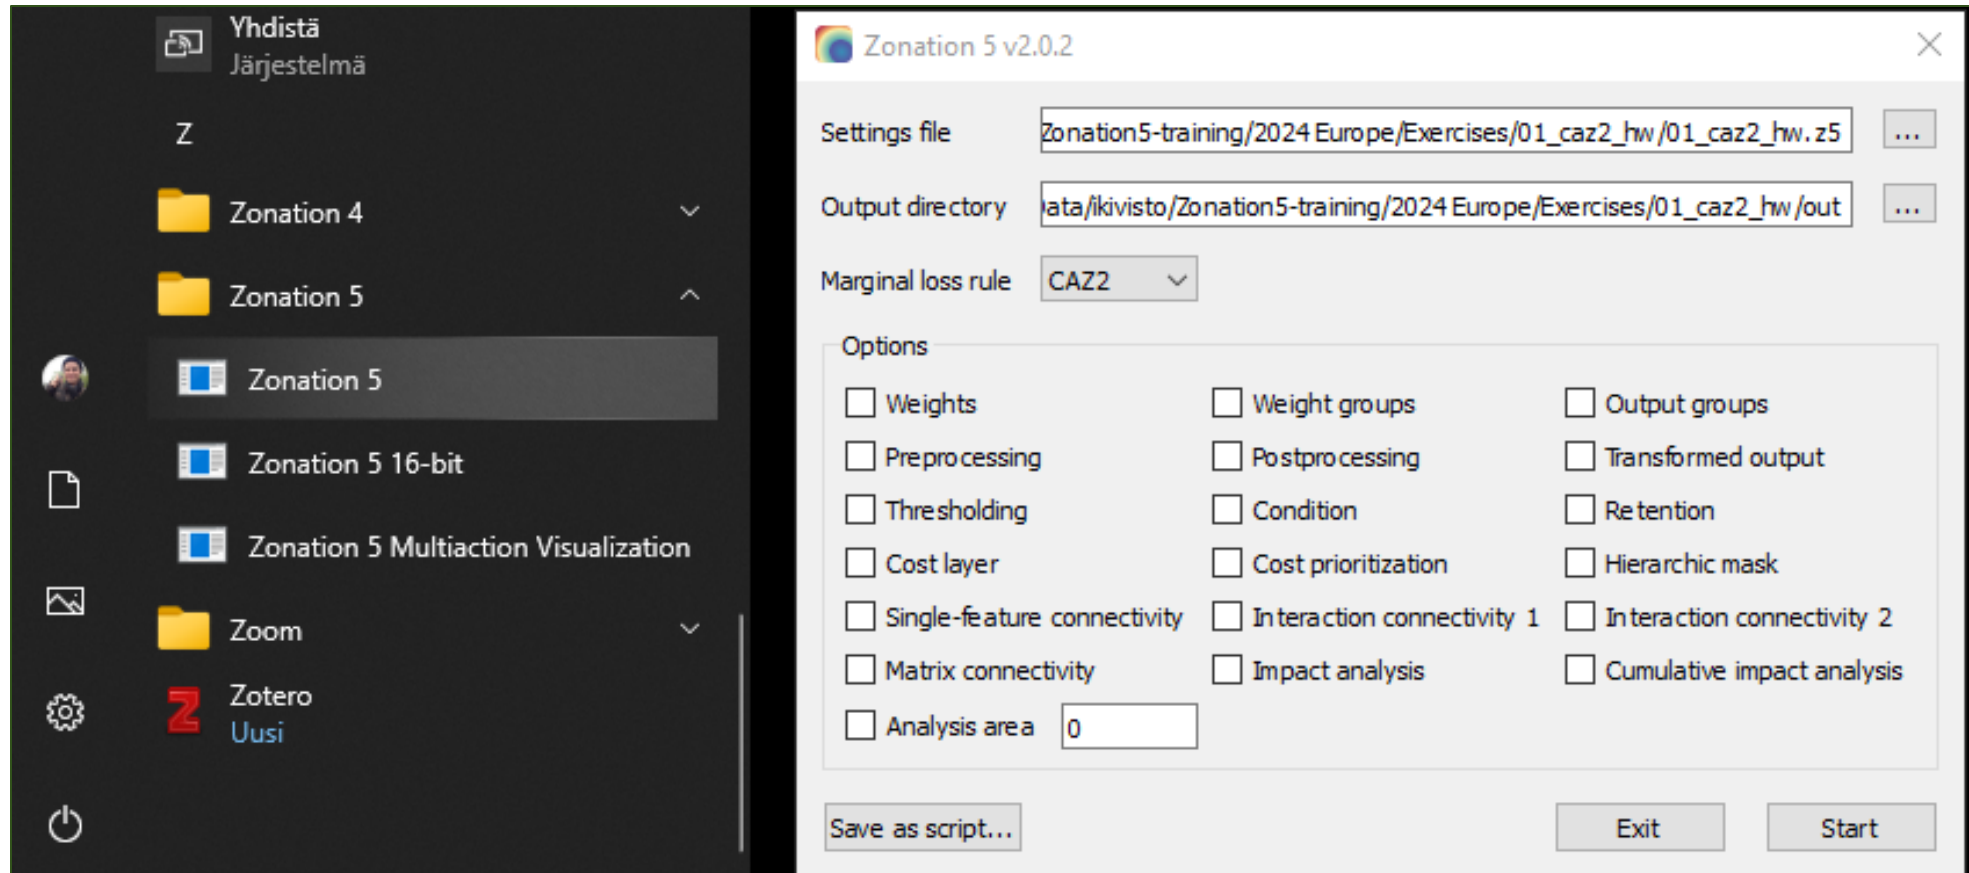 Yhdistä
Järjestelmä
Z
Zonation 4
Zonation 5
Zonation 5
Zonation 5 16-bit
Zonation 5 Multiaction Visualization
Zoom
Zotero
Uusi
Zonation 5 v2.0.2
Settings file
Zonation5-training/2024 Europe/Exercises/01_caz2_hw/01_caz2_hw.z5
...
Output directory
ata/ikivisto/Zonation5-training/2024 Europe/Exercises/01_caz2_hw/out
...
Marginal loss rule
CAZ2
Options
Weights
Weight groups
Output groups
Preprocessing
Postprocessing
Transformed output
Thresholding
Condition
Retention
Cost layer
Cost prioritization
Hierarchic mask
Single-feature connectivity
Interaction connectivity 1
Interaction connectivity 2
Matrix connectivity
Impact analysis
Cumulative impact analysis
Analysis area
0
Save as script...
Exit
Start